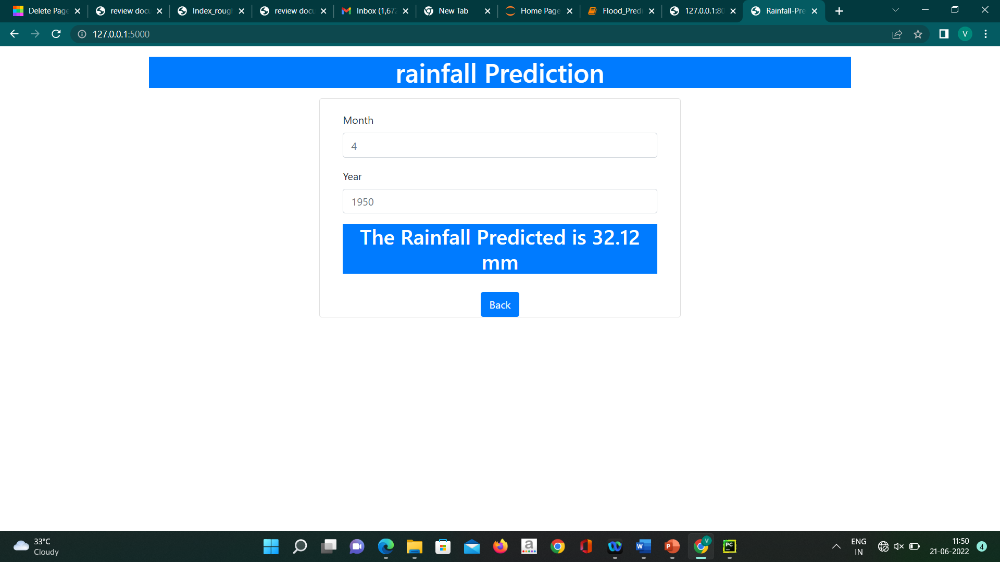 Delete Page
review docu
Index_rough
review docu
Inbox (1,672
New Tab
Home Page
Flood_Predi
127.0.0.1:80
Rainfall-Pre
127.0.0.1:5000
V
rainfall Prediction
Month
4
Year
1950
The Rainfall Predicted is 32.12
mm
Back
33°C
Cloudy
ENG
IN
11:50
21-06-2022
4